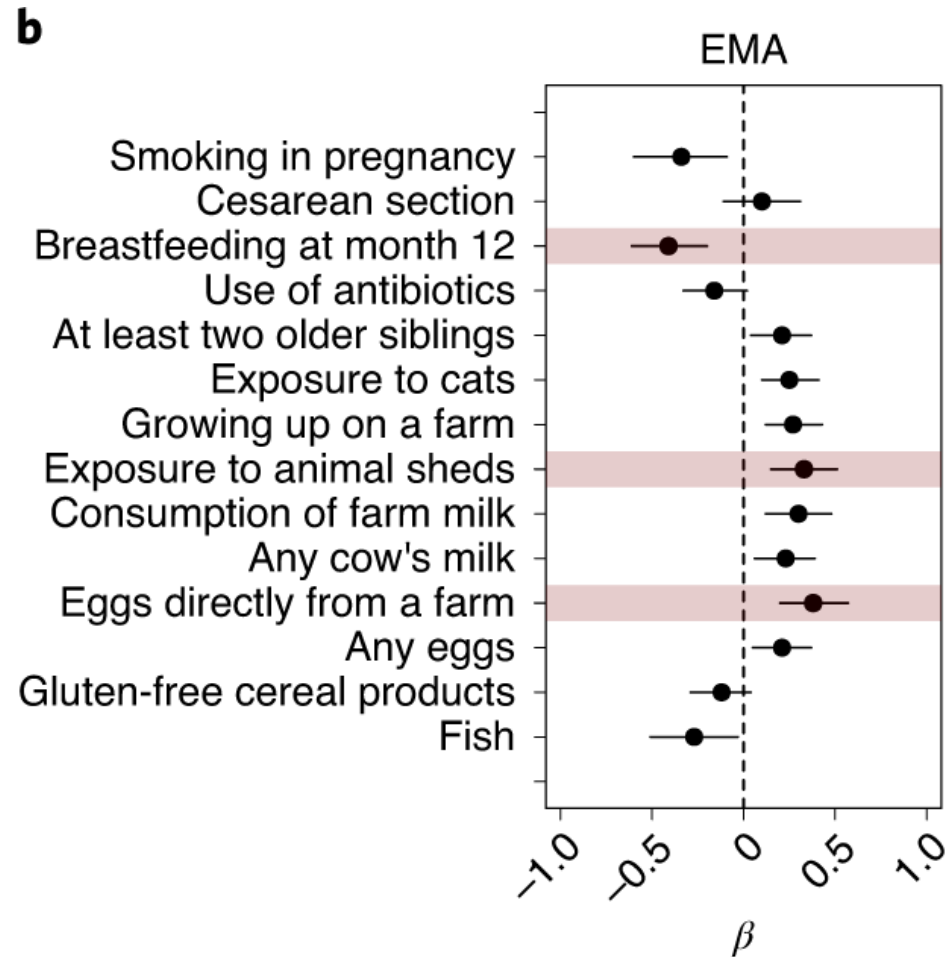 b
EMA
Smoking in pregnancy
Cesarean section
Breastfeeding at month 12
Use of antibiotics
At least two older siblings
Exposure to cats
Growing up on a farm
Exposure to animal sheds
Consumption of farm milk
Any cow's milk
Eggs directly from a farm
Any eggs
Gluten-free cereal products
Fish
–1.0 –0.5 0 0.5 1.0
β